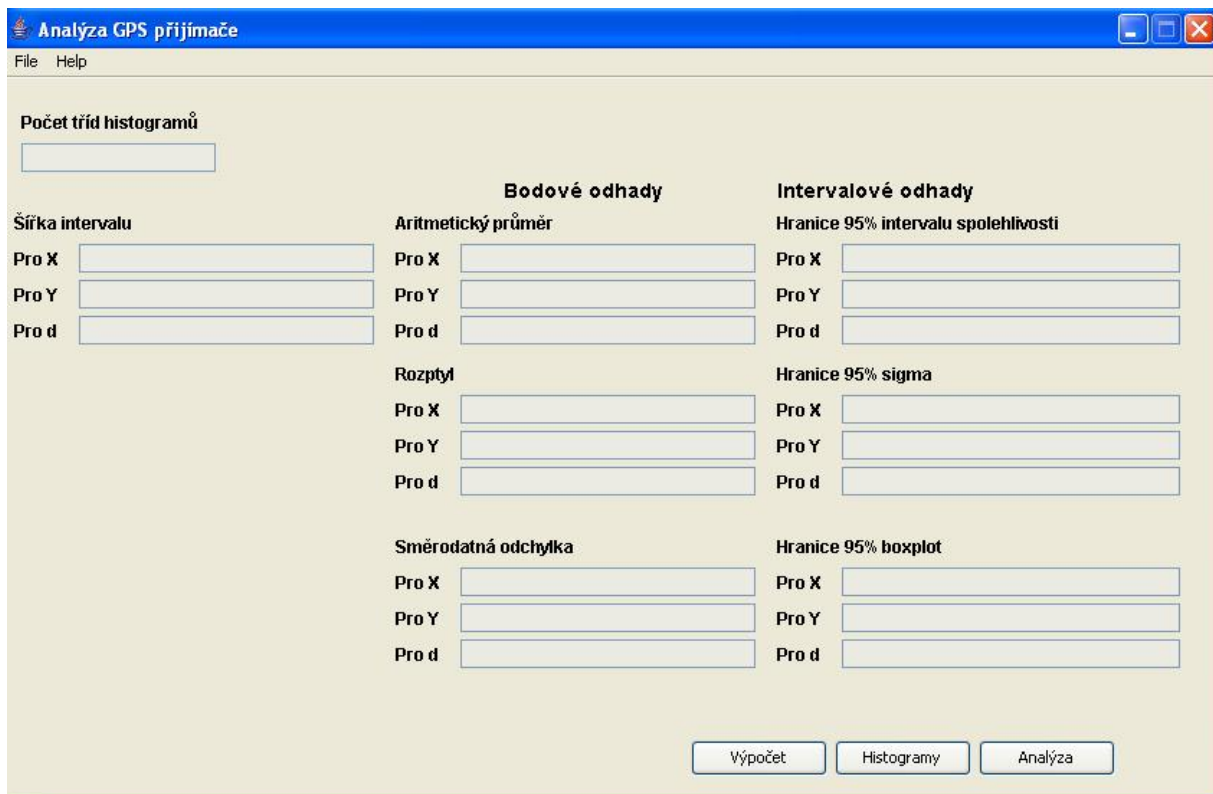 Analýza GPS přijímače
File Help
Počet tříd histogramů
Bodové odhady Intervalové odhady
Šířka intervalu Aritmetický průměr Hranice 95% intervalu spolehlivosti
Pro X Pro X Pro X
Pro Y Pro Y Pro Y
Pro d Pro d Pro d
Rozptyl Hranice 95% sigma
Pro X Pro X
Pro Y Pro Y
Pro d Pro d
Směrodatná odchylka Hranice 95% boxplot
Pro X Pro X
Pro Y Pro Y
Pro d Pro d
Výpočet Histogramy Analýza